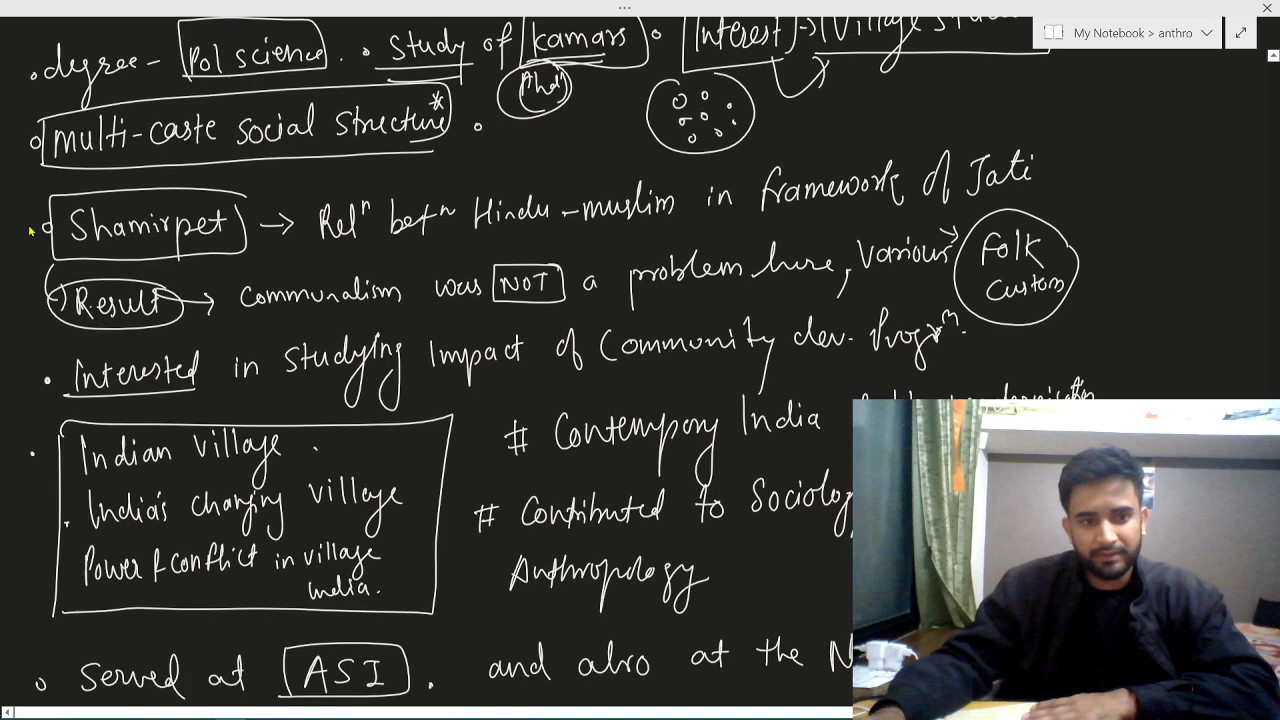 My Notebook > anthro
.degree - Pol science . . Study of kamars . Interest → Village
(Phd)
multi-caste social structure* .
Shamirpet → Relⁿ betⁿ Hindu-muslim in framework of Jati
Result → Communalism was NOT a problem here, Various → Folk Custom
. Interested in studying Impact of Community dev. Progrm.
. Indian village .
# Contempory India
. India's changing village
# Contributed to Sociolog
Power & conflict in village india.
Anthropology
Served at ASI . and also at the N